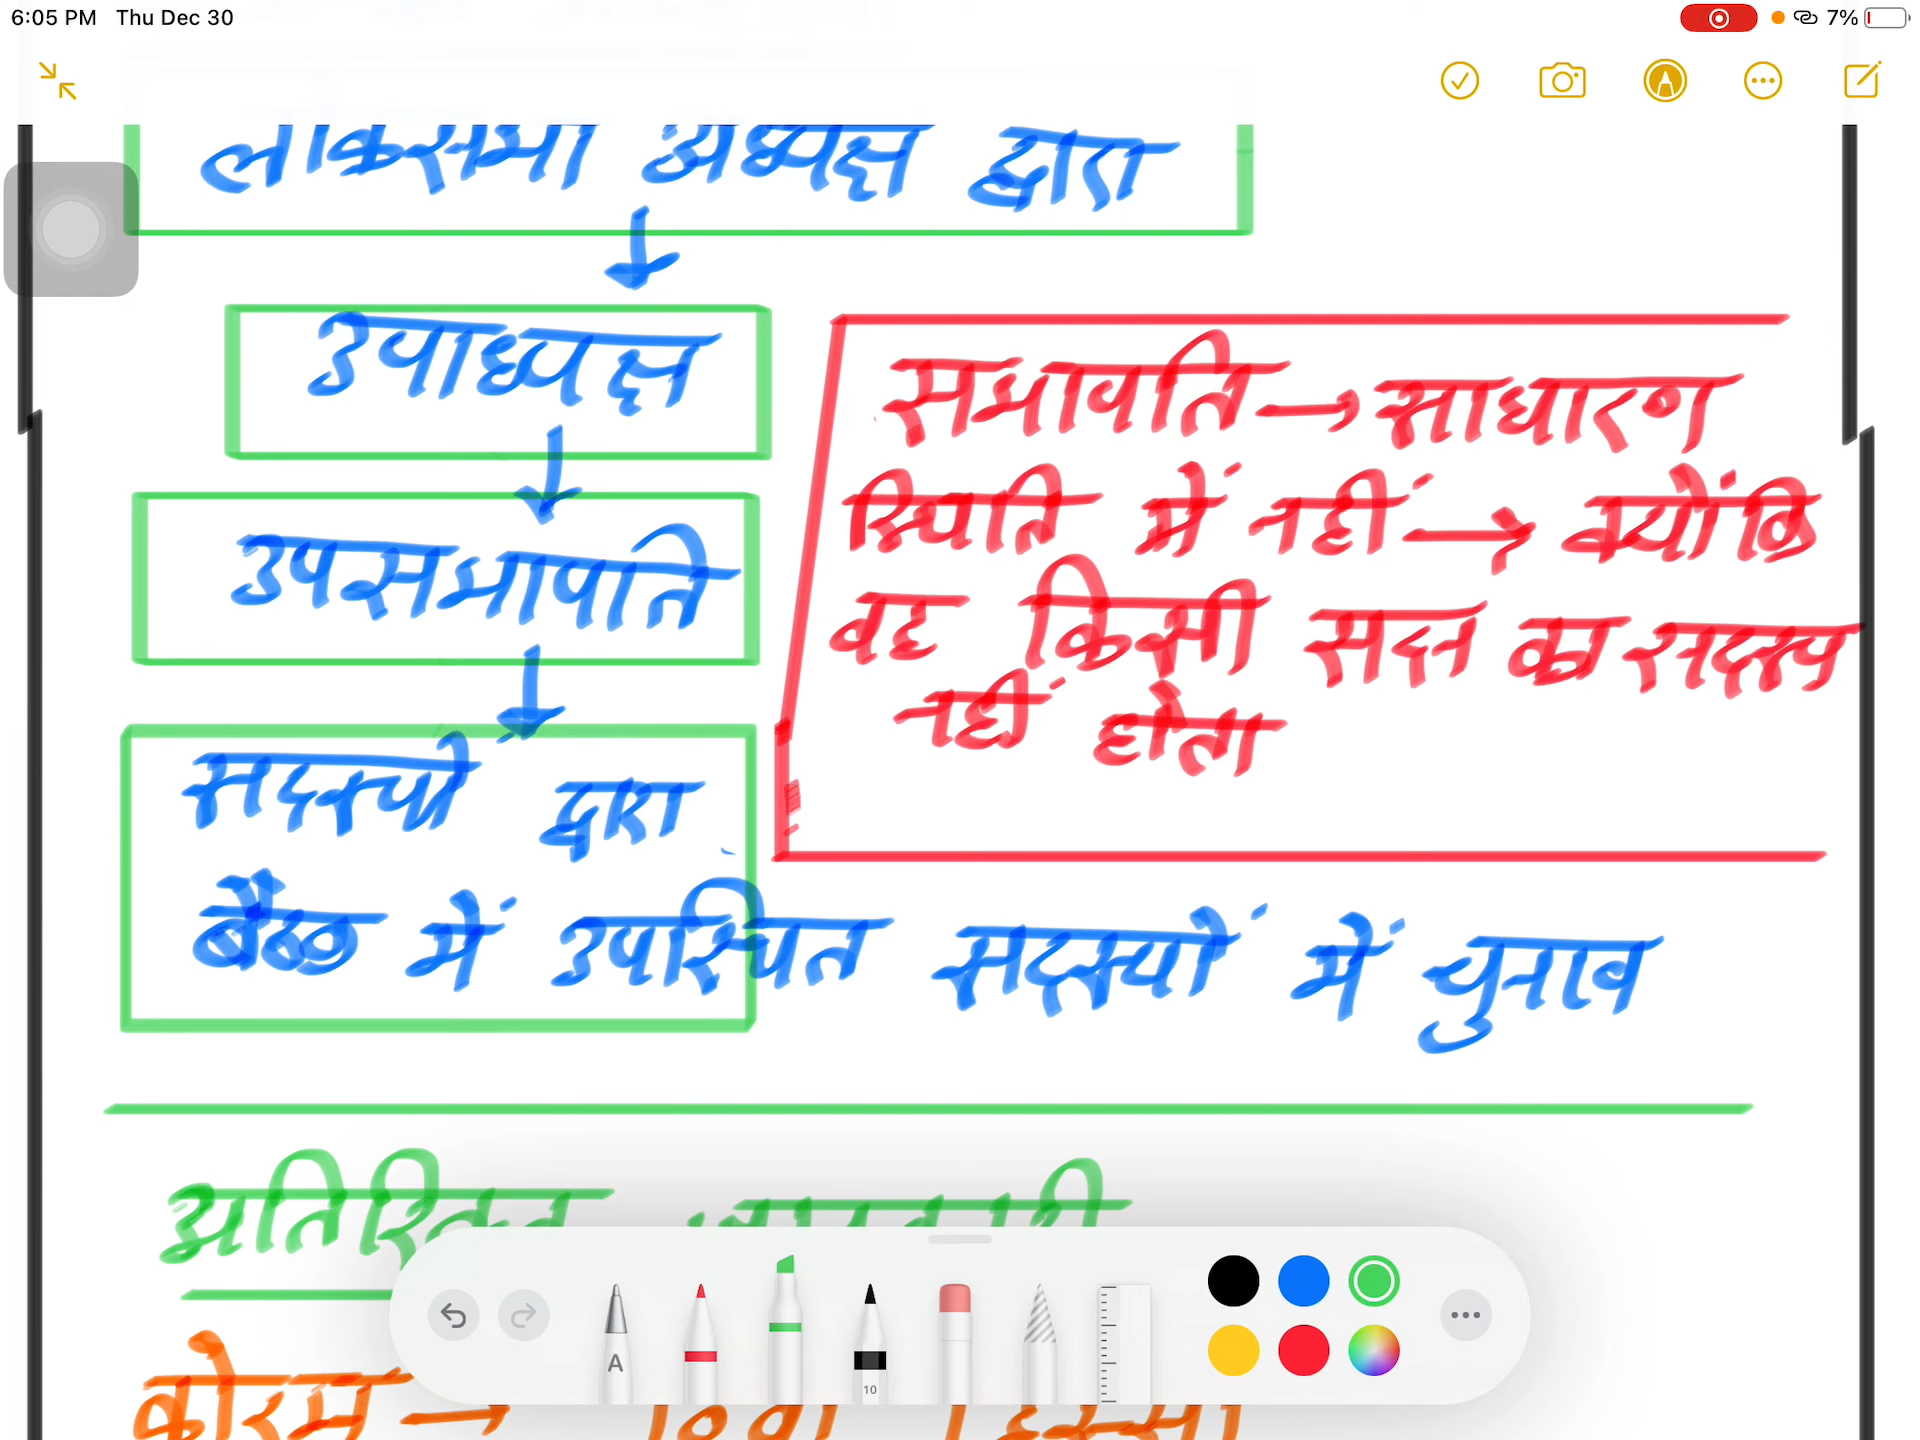 6:05 PM Thu Dec 30
7%
लोकसभा अध्यक्ष द्वारा
उपाध्यक्ष
उपसभापति
सदस्यों द्वारा
बैठक में उपस्थित सदस्यों में चुनाव
सभापति → साधारण
स्थिति में नहीं → क्योंकि
वह किसी सदन का सदस्य
नहीं होता
अतिरिक्त
कोरम →
A
10